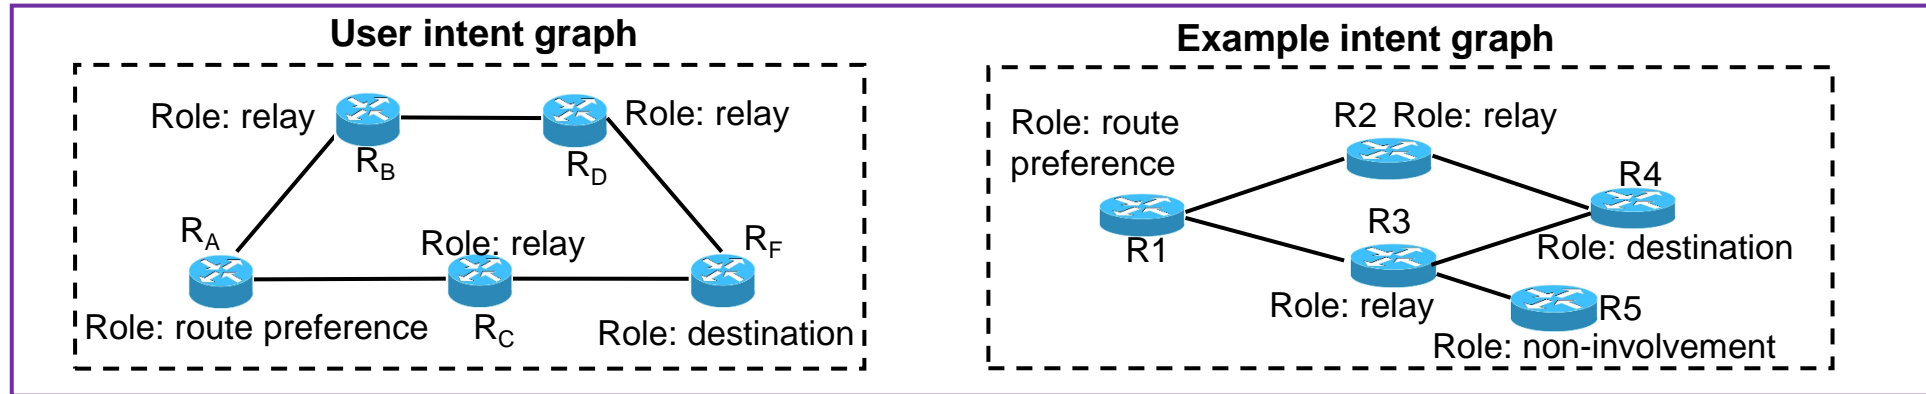 User intent graph
Role: relay
Role: relay
R_B
R_D
R_A
Role: relay
R_F
Role: route preference
R_C
Role: destination
Example intent graph
Role: route
preference
R2 Role: relay
R4
R1
R3
Role: destination
Role: relay
R5
Role: non-involvement